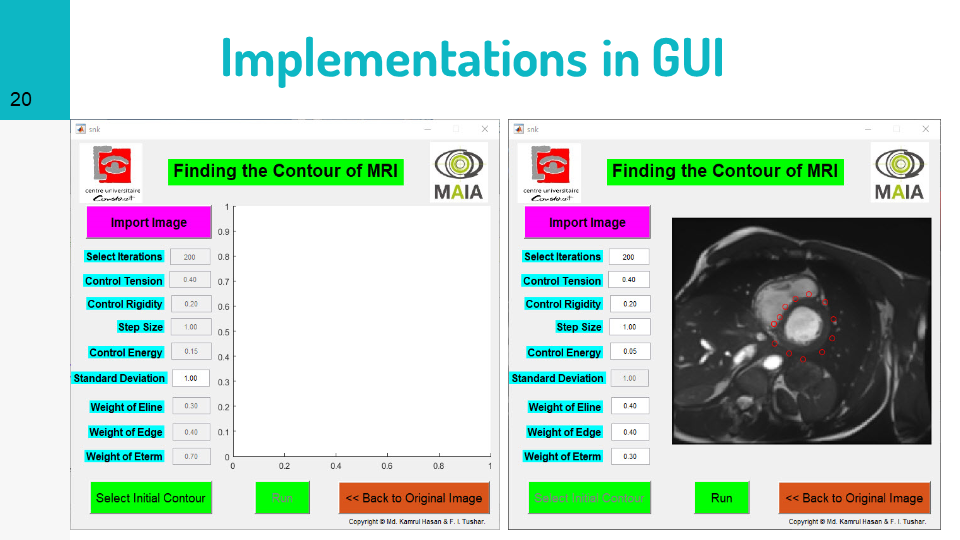 Implementations in GUI
20
snk
centre universitaire
Condorcet
Finding the Contour of MRI
MAIA
Import Image
Select Iterations 200
Control Tension 0.40
Control Rigidity 0.20
Step Size 1.00
Control Energy 0.15
Standard Deviation 1.00
Weight of Eline 0.30
Weight of Edge 0.40
Weight of Eterm 0.70
1
0.9
0.8
0.7
0.6
0.5
0.4
0.3
0.2
0.1
0
0 0.2 0.4 0.6 0.8 1
Select Initial Contour
Run
<< Back to Original Image
Copyright © Md. Kamrul Hasan & F. I. Tushar.
snk
centre universitaire
Condorcet
Finding the Contour of MRI
MAIA
Import Image
Select Iterations 200
Control Tension 0.40
Control Rigidity 0.20
Step Size 1.00
Control Energy 0.05
Standard Deviation 1.00
Weight of Eline 0.40
Weight of Edge 0.40
Weight of Eterm 0.30
Select Initial Contour
Run
<< Back to Original Image
Copyright © Md. Kamrul Hasan & F. I. Tushar.